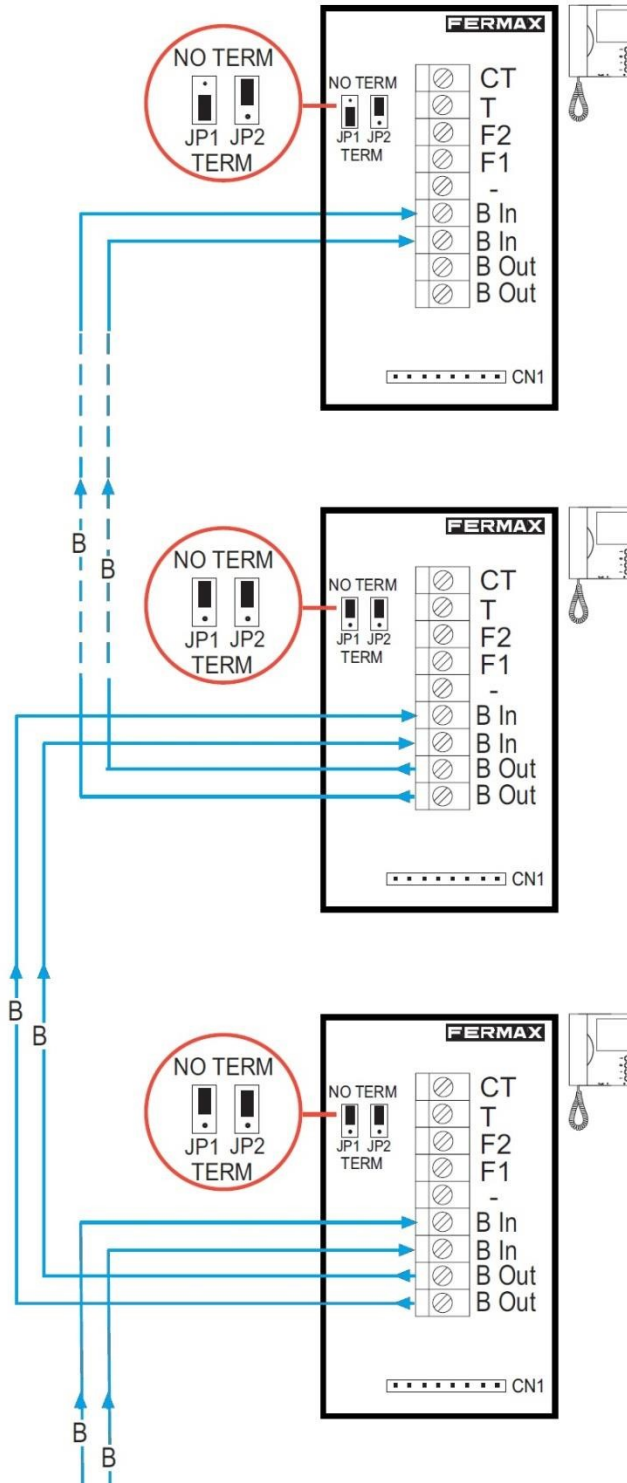 FERMAX
NO TERM
JP1 JP2
TERM
NO TERM
JP1 JP2
TERM
CT
T
F2
F1
-
B In
B In
B Out
B Out
CN1
B
B
FERMAX
NO TERM
JP1 JP2
TERM
NO TERM
JP1 JP2
TERM
CT
T
F2
F1
-
B In
B In
B Out
B Out
CN1
B
B
FERMAX
NO TERM
JP1 JP2
TERM
NO TERM
JP1 JP2
TERM
CT
T
F2
F1
-
B In
B In
B Out
B Out
CN1
B
B